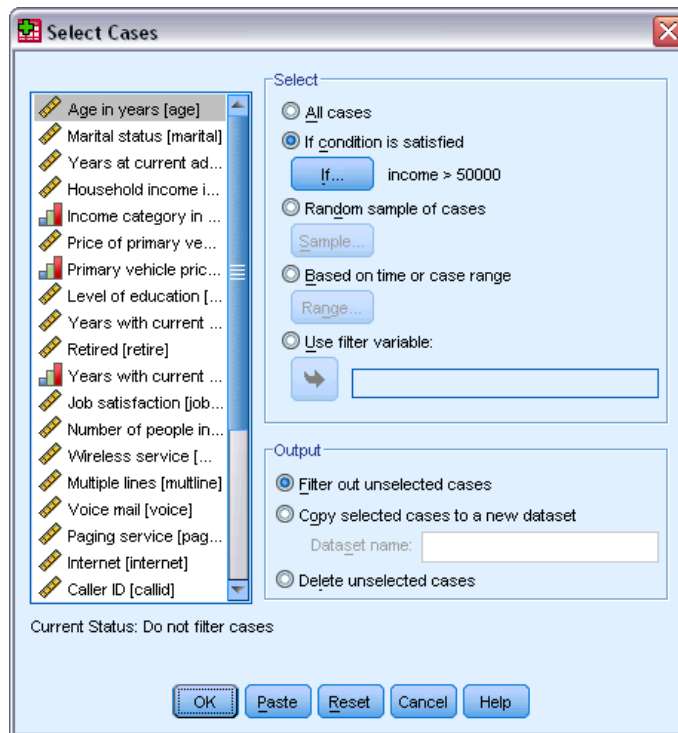 Select Cases
Age in years [age]
Marital status [marital]
Years at current ad...
Household income i...
Income category in ...
Price of primary ve...
Primary vehicle pric...
Level of education [...
Years with current ...
Retired [retire]
Years with current ...
Job satisfaction [job...
Number of people in...
Wireless service [...
Multiple lines [multline]
Voice mail [voice]
Paging service [pag...
Internet [internet]
Caller ID [callid]
Current Status: Do not filter cases
Select
All cases
If condition is satisfied
If... income > 50000
Random sample of cases
Sample...
Based on time or case range
Range...
Use filter variable:
Output
Filter out unselected cases
Copy selected cases to a new dataset
Dataset name:
Delete unselected cases
OK Paste Reset Cancel Help